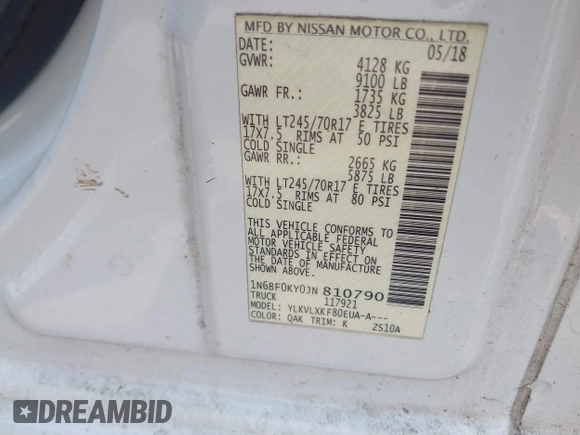 MFD BY NISSAN MOTOR CO., LTD.
DATE: 05/18
GVWR: 4128 KG
9100 LB
GAWR FR.: 1735 KG
3825 LB
WITH LT245/70R17 E TIRES
17X7.5 RIMS AT 50 PSI
COLD SINGLE
GAWR RR.: 2665 KG
5875 LB
WITH LT245/70R17 E TIRES
17X7.5 RIMS AT 80 PSI
COLD SINGLE
THIS VEHICLE CONFORMS TO
ALL APPLICABLE FEDERAL
MOTOR VEHICLE SAFETY
STANDARDS IN EFFECT ON
THE DATE OF MANUFACTURE
SHOWN ABOVE.
1N6BF0KY0JN 810790
TRUCK 117921
MODEL: YLKVLXKF80EUA-A---
COLOR: QAK TRIM: K ZS10A
DREAMBID